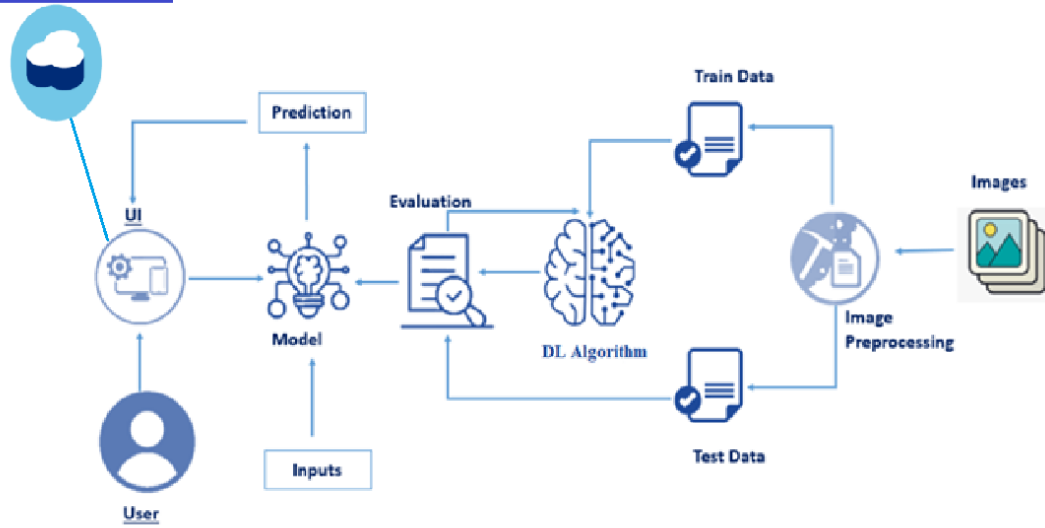 Train Data
Prediction
Images
Evaluation
UI
Image
Preprocessing
Model
DL Algorithm
Test Data
Inputs
User